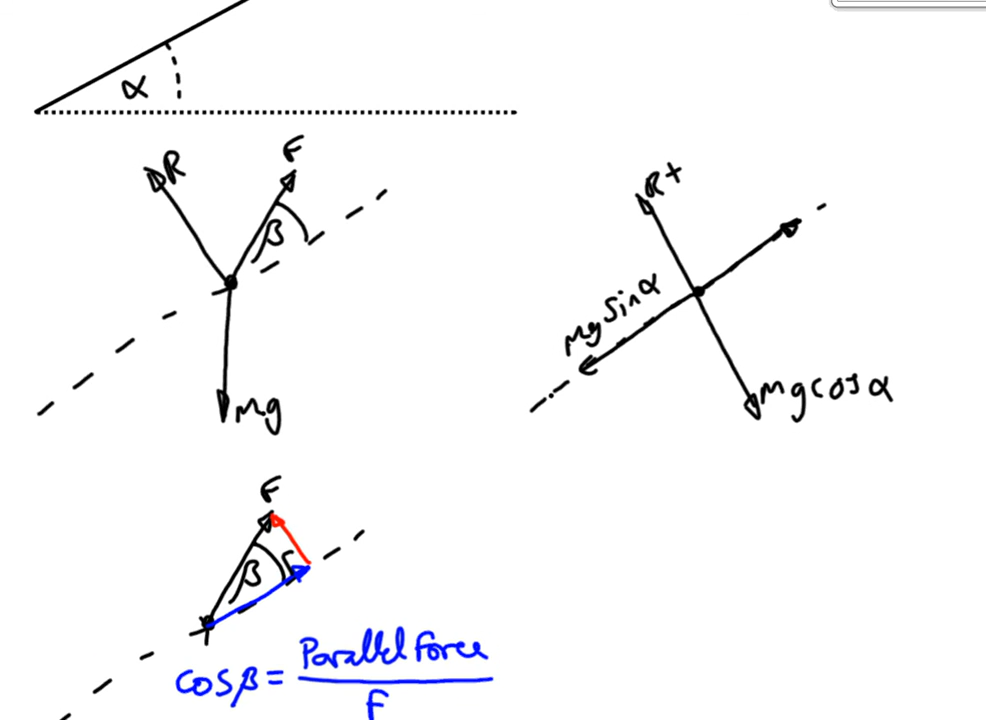 α
R
F
β
Mg
R+
Mg Sin α
Mg cos α
F
β
cos β = Parallel Force / F